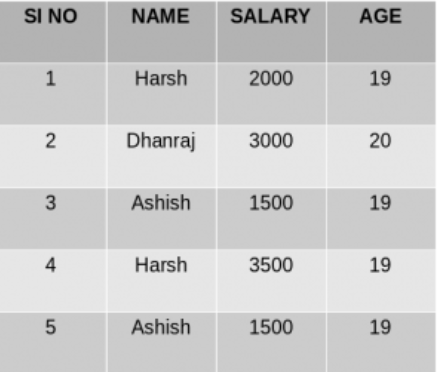 SI NO NAME SALARY AGE
1 Harsh 2000 19
2 Dhanraj 3000 20
3 Ashish 1500 19
4 Harsh 3500 19
5 Ashish 1500 19